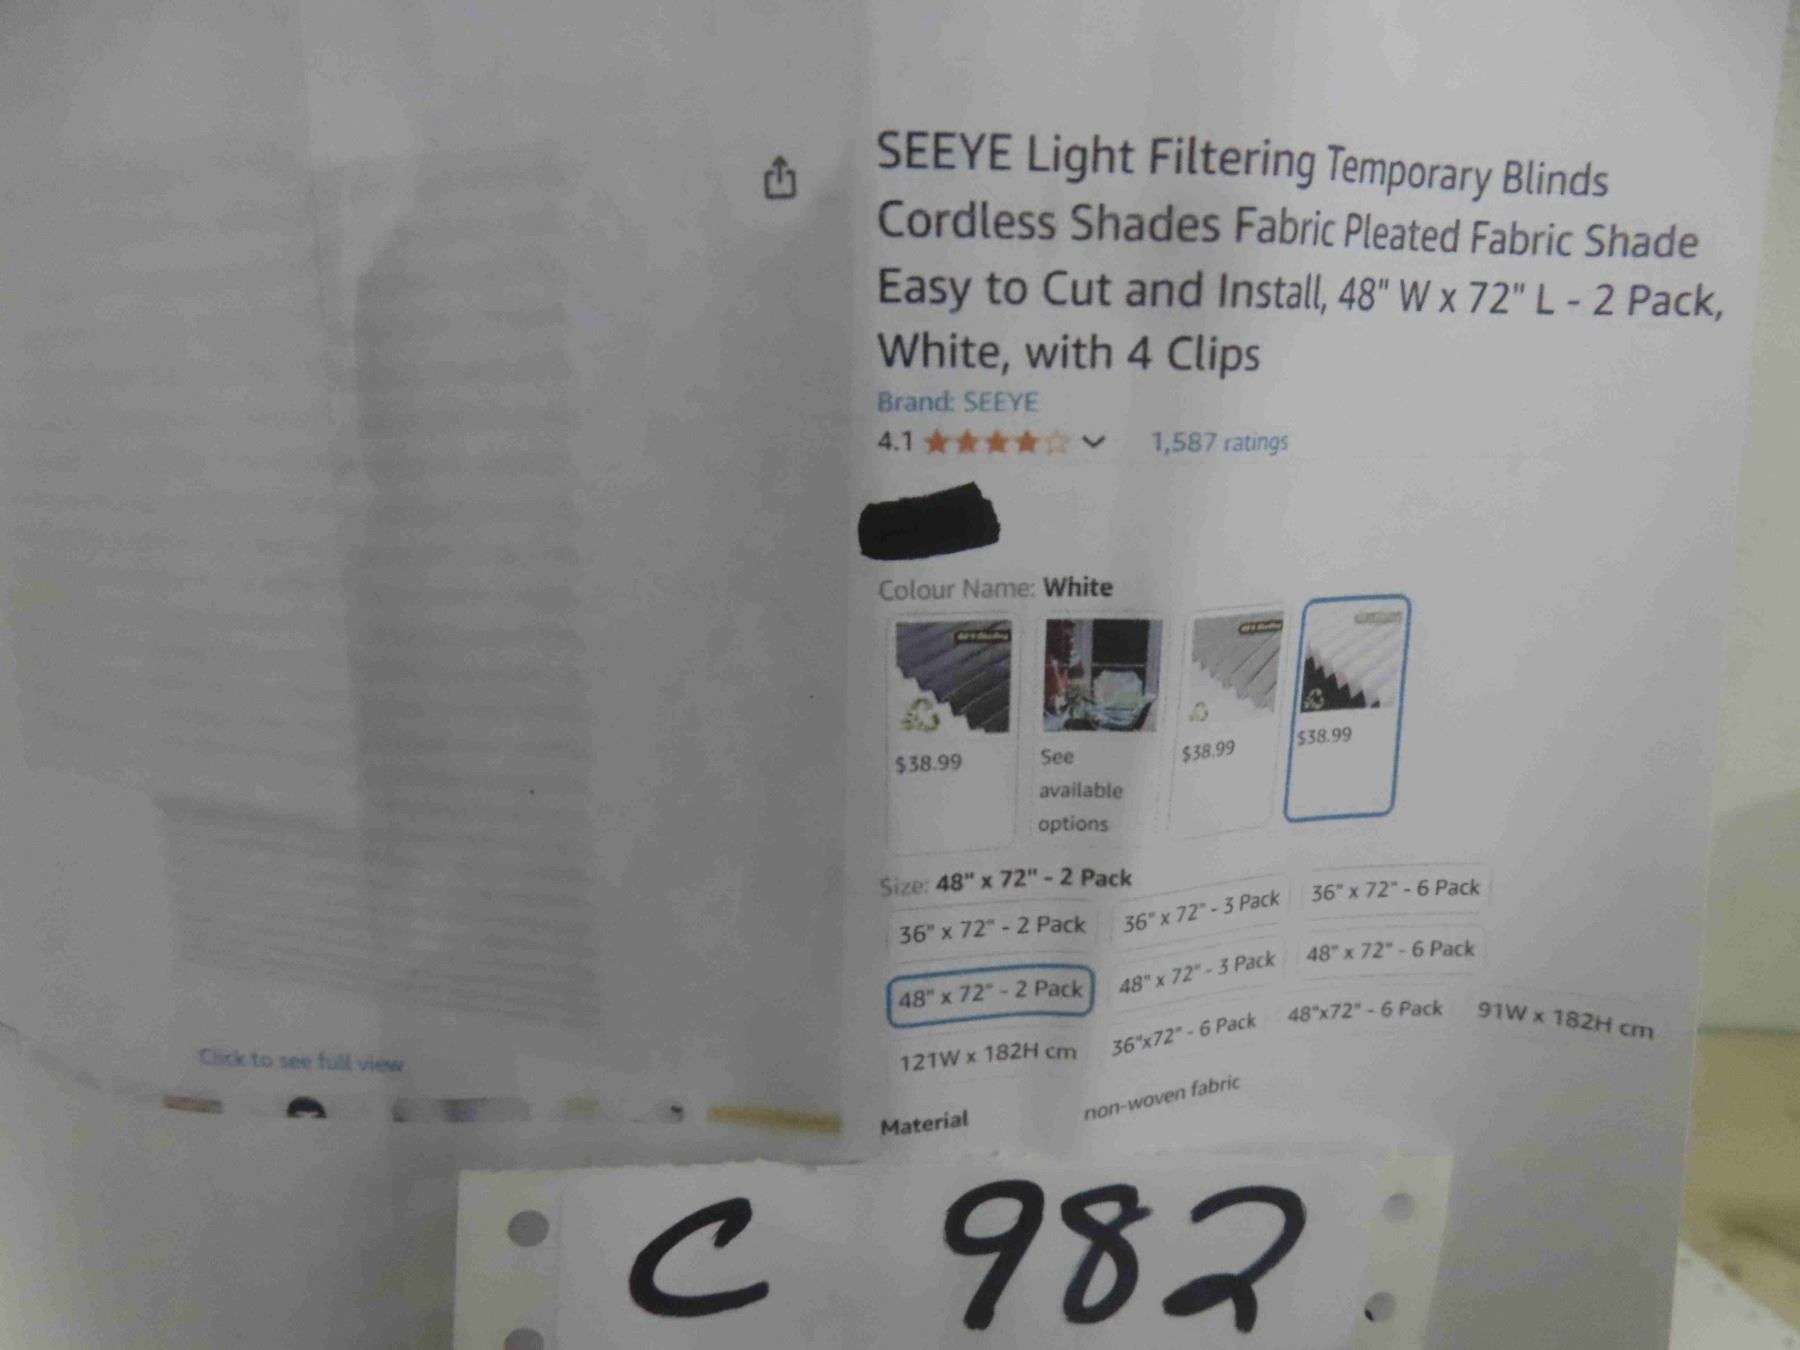 SEEYE Light Filtering Temporary Blinds
Cordless Shades Fabric Pleated Fabric Shade
Easy to Cut and Install, 48" W x 72" L - 2 Pack,
White, with 4 Clips
Brand: SEEYE
4.1 1,587 ratings
Colour Name: White
$38.99
See
available
options
$38.99
$38.99
Size: 48" x 72" - 2 Pack
36" x 72" - 2 Pack 36" x 72" - 3 Pack 36" x 72" - 6 Pack
48" x 72" - 2 Pack 48" x 72" - 3 Pack 48" x 72" - 6 Pack
121W x 182H cm 36"x72" - 6 Pack 48"x72" - 6 Pack 91W x 182H cm
Material non-woven fabric
Click to see full view
C 982